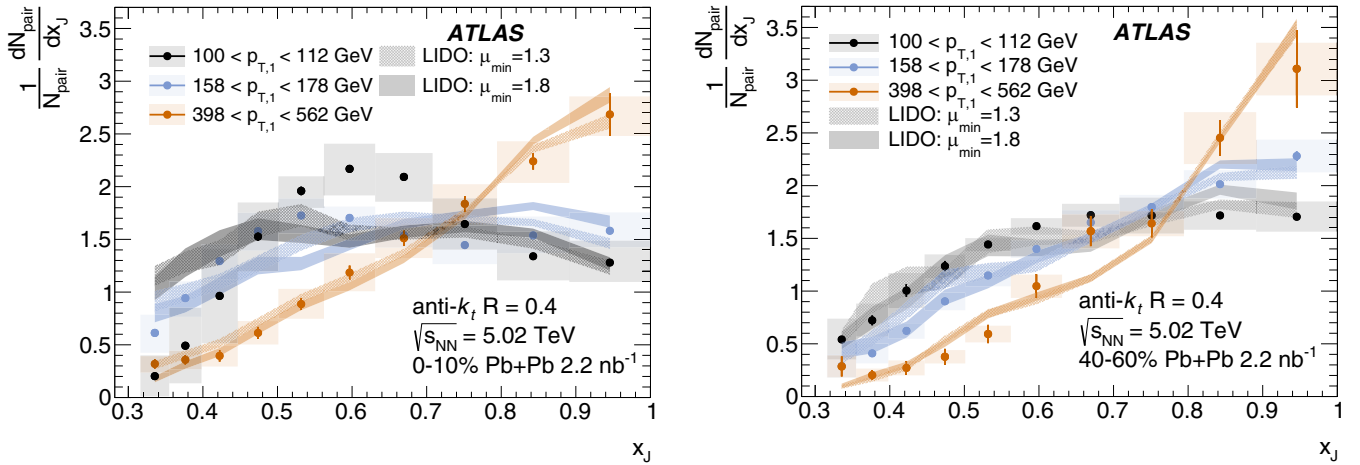 1/N_pair dN_pair/dx_J
ATLAS
100 < p_T,1 < 112 GeV
158 < p_T,1 < 178 GeV
398 < p_T,1 < 562 GeV
LIDO: μ_min=1.3
LIDO: μ_min=1.8
3.5
3
2.5
2
1.5
1
0.5
0
anti-k_t R = 0.4
√s_NN = 5.02 TeV
0-10% Pb+Pb 2.2 nb⁻¹
0.3 0.4 0.5 0.6 0.7 0.8 0.9 1
x_J
1/N_pair dN_pair/dx_J
ATLAS
100 < p_T,1 < 112 GeV
158 < p_T,1 < 178 GeV
398 < p_T,1 < 562 GeV
LIDO: μ_min=1.3
LIDO: μ_min=1.8
3.5
3
2.5
2
1.5
1
0.5
0
anti-k_t R = 0.4
√s_NN = 5.02 TeV
40-60% Pb+Pb 2.2 nb⁻¹
0.3 0.4 0.5 0.6 0.7 0.8 0.9 1
x_J